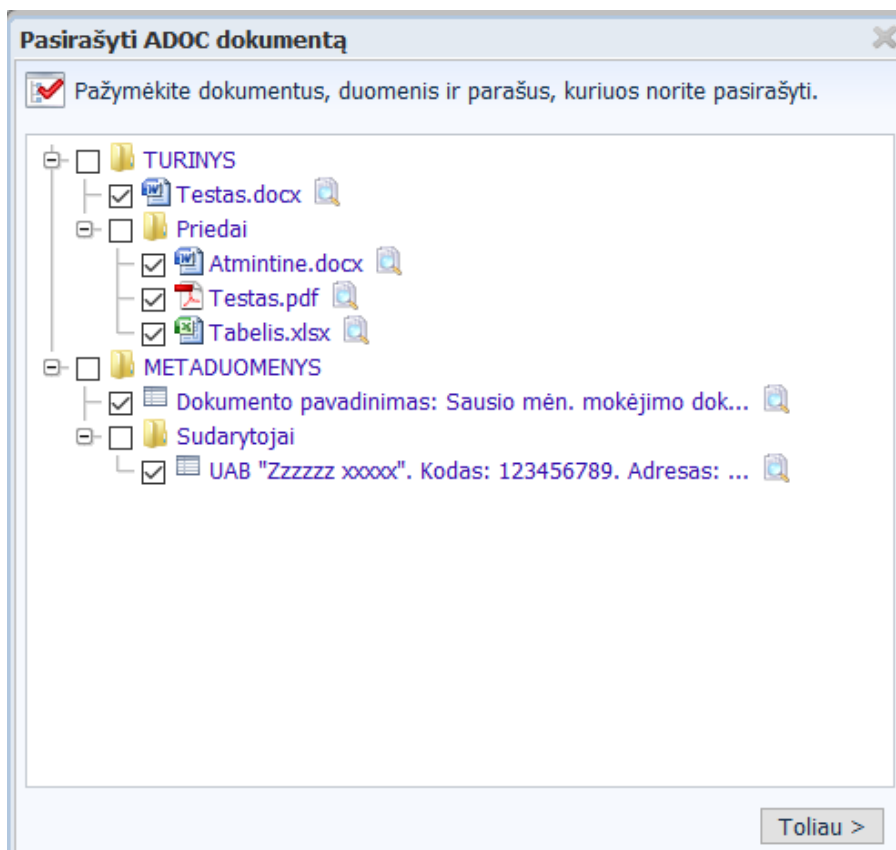 Pasirašyti ADOC dokumentą
Pažymėkite dokumentus, duomenis ir parašus, kuriuos norite pasirašyti.
TURINYS
Testas.docx
Priedai
Atmintine.docx
Testas.pdf
Tabelis.xlsx
METADUOMENYS
Dokumento pavadinimas: Sausio mėn. mokėjimo dok...
Sudarytojai
UAB "Zzzzzz xxxxx". Kodas: 123456789. Adresas: ...
Toliau >